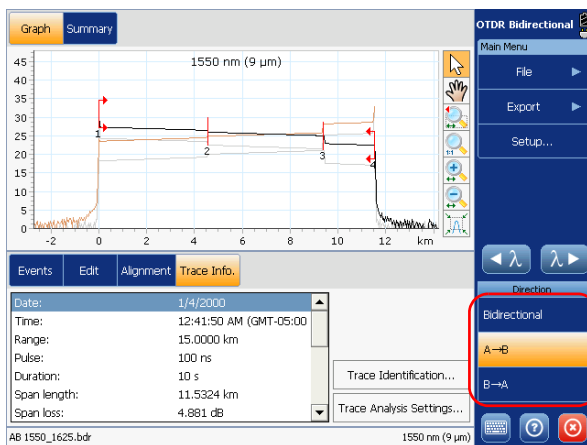 Graph Summary
OTDR Bidirectional
Main Menu
File
Export
Setup...
1550 nm (9 µm)
45
40
35
30
25
20
15
10
5
0
1
2
3
4
-2 0 2 4 6 8 10 12 km
1:1
Events Edit Alignment Trace Info.
Date: 1/4/2000
Time: 12:41:50 AM (GMT-05:00
Range: 15.0000 km
Pulse: 100 ns
Duration: 10 s
Span length: 11.5324 km
Span loss: 4.881 dB
Trace Identification...
Trace Analysis Settings...
λ λ
Direction
Bidirectional
A→B
B→A
AB 1550_1625.bdr
1550 nm (9 µm)
?